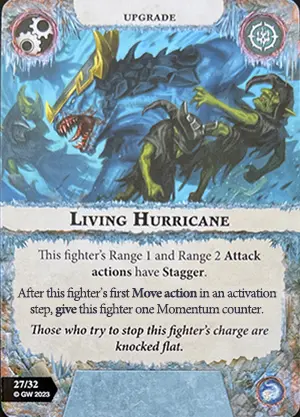 UPGRADE
LIVING HURRICANE
This fighter's Range 1 and Range 2 Attack
actions have Stagger.
After this fighter's first Move action in an activation
step, give this fighter one Momentum counter.
Those who try to stop this fighter's charge are
knocked flat.
27/32
© GW 2023